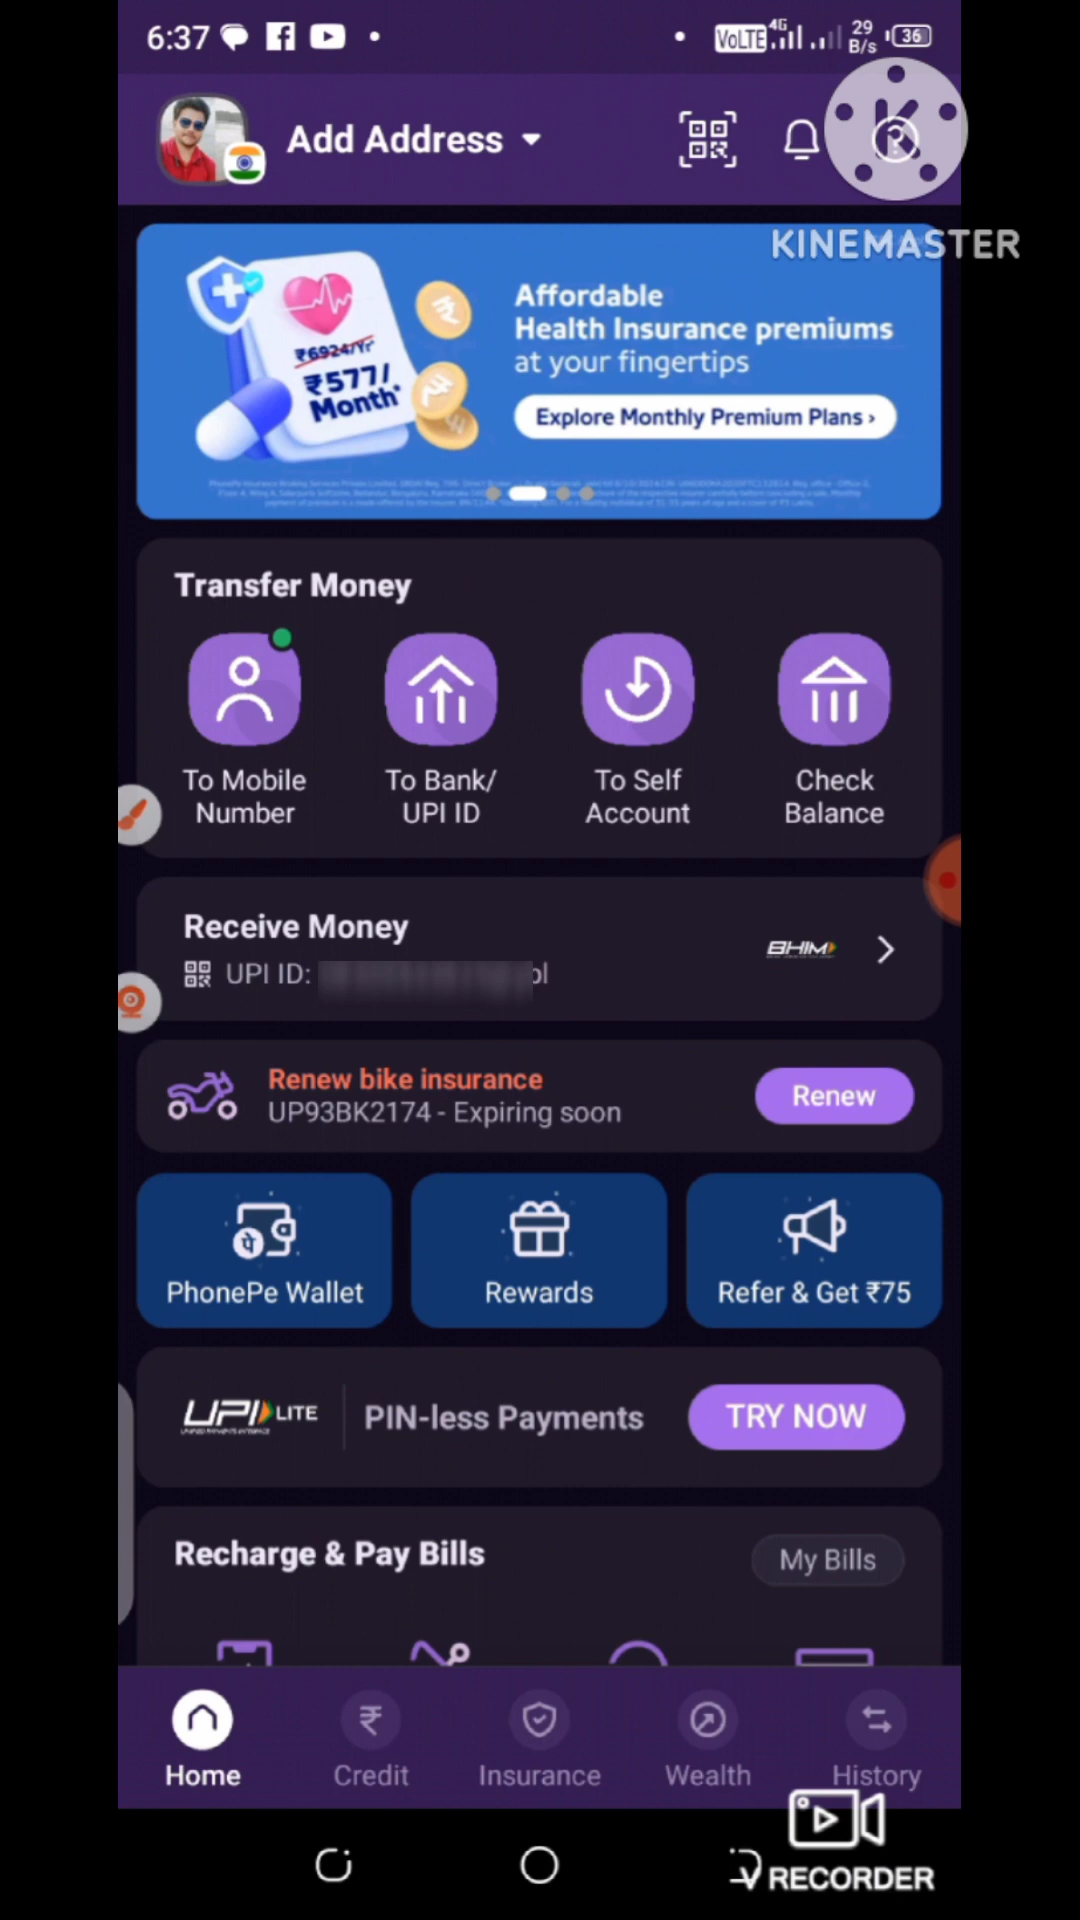 6:37
VoLTE 4G 29 B/s 36
Add Address
KINEMASTER
Affordable
Health Insurance premiums
at your fingertips
₹6924/Yr
₹577/
Month*
Explore Monthly Premium Plans ›
Transfer Money
To Mobile Number
To Bank/ UPI ID
To Self Account
Check Balance
Receive Money
UPI ID: bl
BHIM
Renew bike insurance
UP93BK2174 - Expiring soon
Renew
PhonePe Wallet
Rewards
Refer & Get ₹75
UPI LITE
PIN-less Payments
TRY NOW
Recharge & Pay Bills
My Bills
Home
Credit
Insurance
Wealth
History
RECORDER